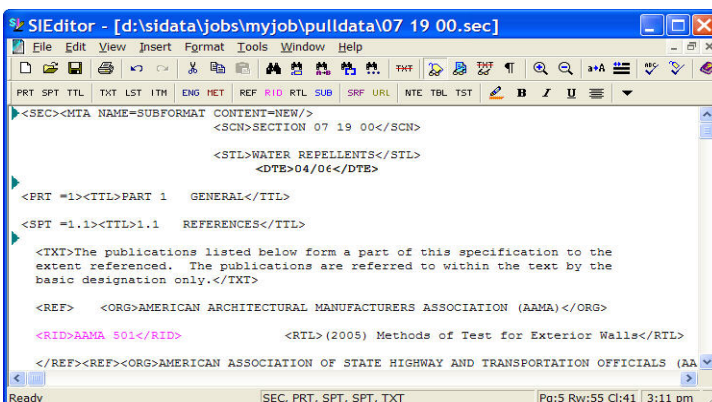 SIEditor - [d:\sidata\jobs\myjob\pulldata\07 19 00.sec]
File Edit View Insert Format Tools Window Help
TXT TXT ¶ a+A ABC
PRT SPT TTL TXT LST ITM ENG MET REF RID RTL SUB SRF URL NTE TBL TST B I U
<SEC><MTA NAME=SUBFORMAT CONTENT=NEW/>
<SCN>SECTION 07 19 00</SCN>
<STL>WATER REPELLENTS</STL>
<DTE>04/06</DTE>
<PRT =1><TTL>PART 1 GENERAL</TTL>
<SPT =1.1><TTL>1.1 REFERENCES</TTL>
<TXT>The publications listed below form a part of this specification to the
extent referenced. The publications are referred to within the text by the
basic designation only.</TXT>
<REF> <ORG>AMERICAN ARCHITECTURAL MANUFACTURERS ASSOCIATION (AAMA)</ORG>
<RID>AAMA 501</RID> <RTL>(2005) Methods of Test for Exterior Walls</RTL>
</REF><REF><ORG>AMERICAN ASSOCIATION OF STATE HIGHWAY AND TRANSPORTATION OFFICIALS (AA
Ready SEC, PRT, SPT, SPT, TXT Pg:5 Rw:55 Cl:41 3:11 pm